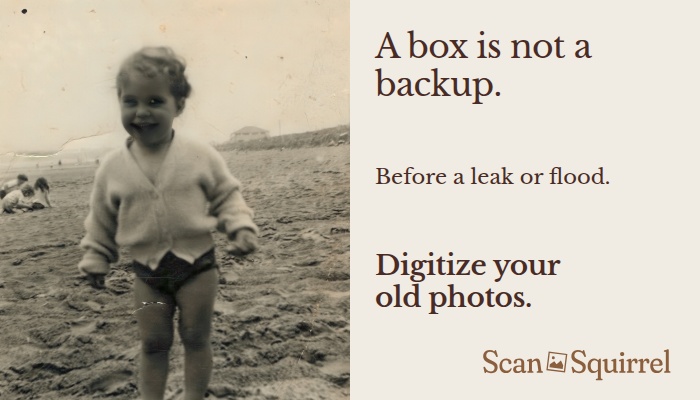 A box is not a
backup.
Before a leak or flood.
Digitize your
old photos.
Scan Squirrel